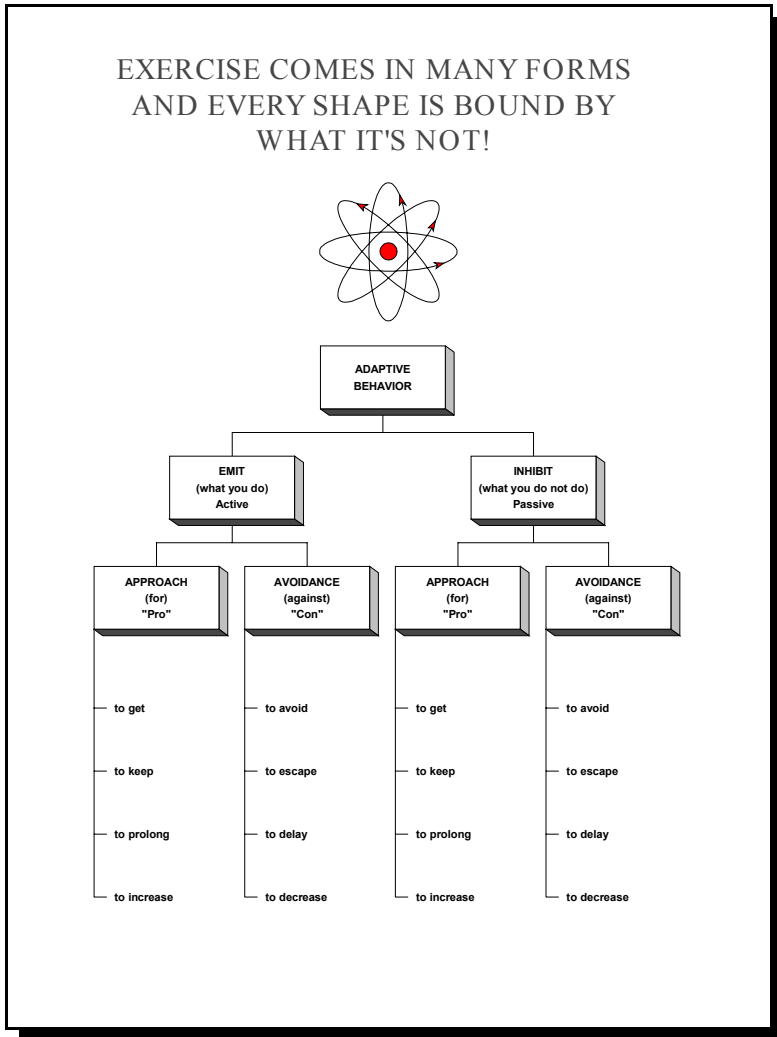 EXERCISE COMES IN MANY FORMS
AND EVERY SHAPE IS BOUND BY
WHAT IT'S NOT!
ADAPTIVE
BEHAVIOR
EMIT
(what you do)
Active
INHIBIT
(what you do not do)
Passive
APPROACH
(for)
"Pro"
AVOIDANCE
(against)
"Con"
APPROACH
(for)
"Pro"
AVOIDANCE
(against)
"Con"
to get
to keep
to prolong
to increase
to avoid
to escape
to delay
to decrease
to get
to keep
to prolong
to increase
to avoid
to escape
to delay
to decrease